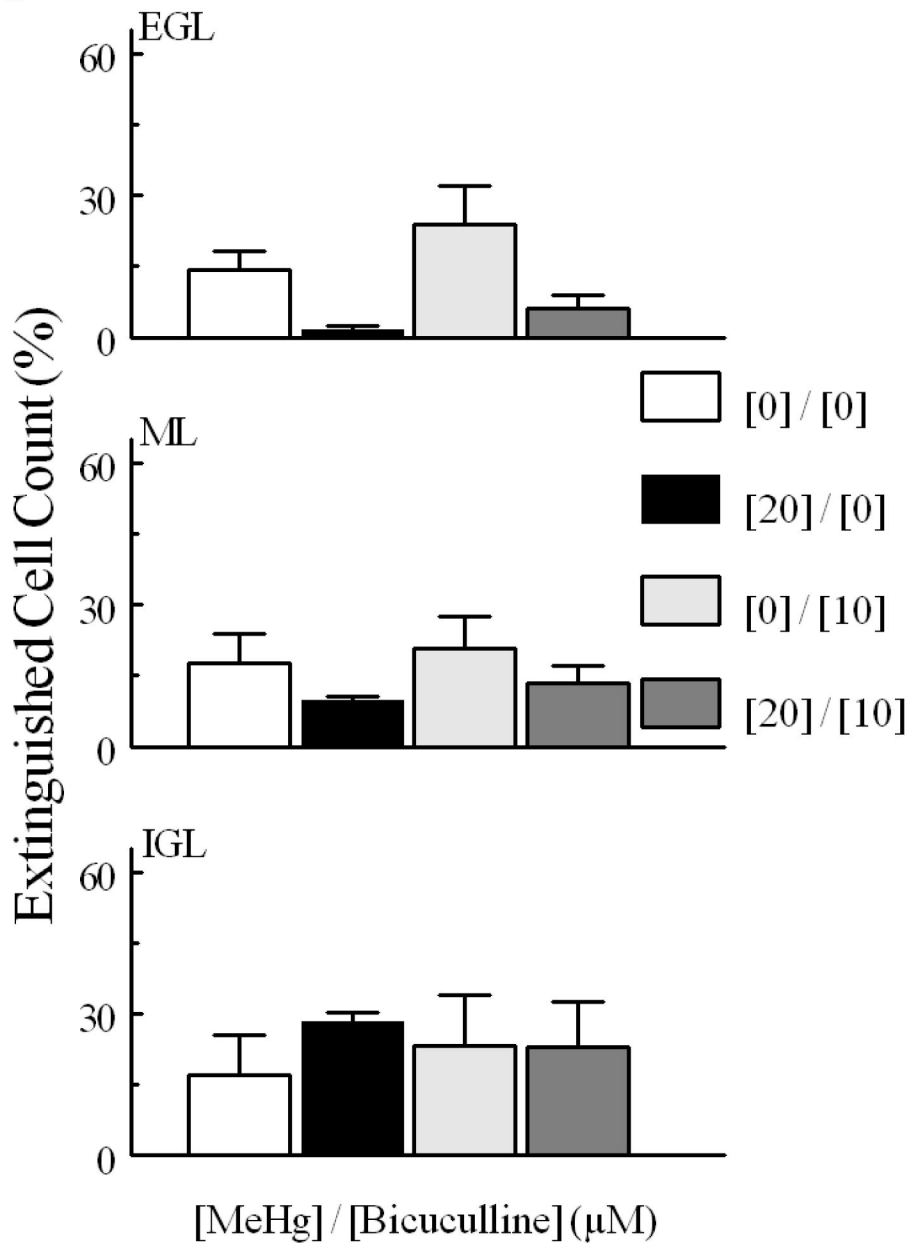 EGL
60
30
0
Extinguished Cell Count (%)
ML
60
30
0
[0] / [0]
[20] / [0]
[0] / [10]
[20] / [10]
IGL
60
30
0
[MeHg] / [Bicuculline] (μM)